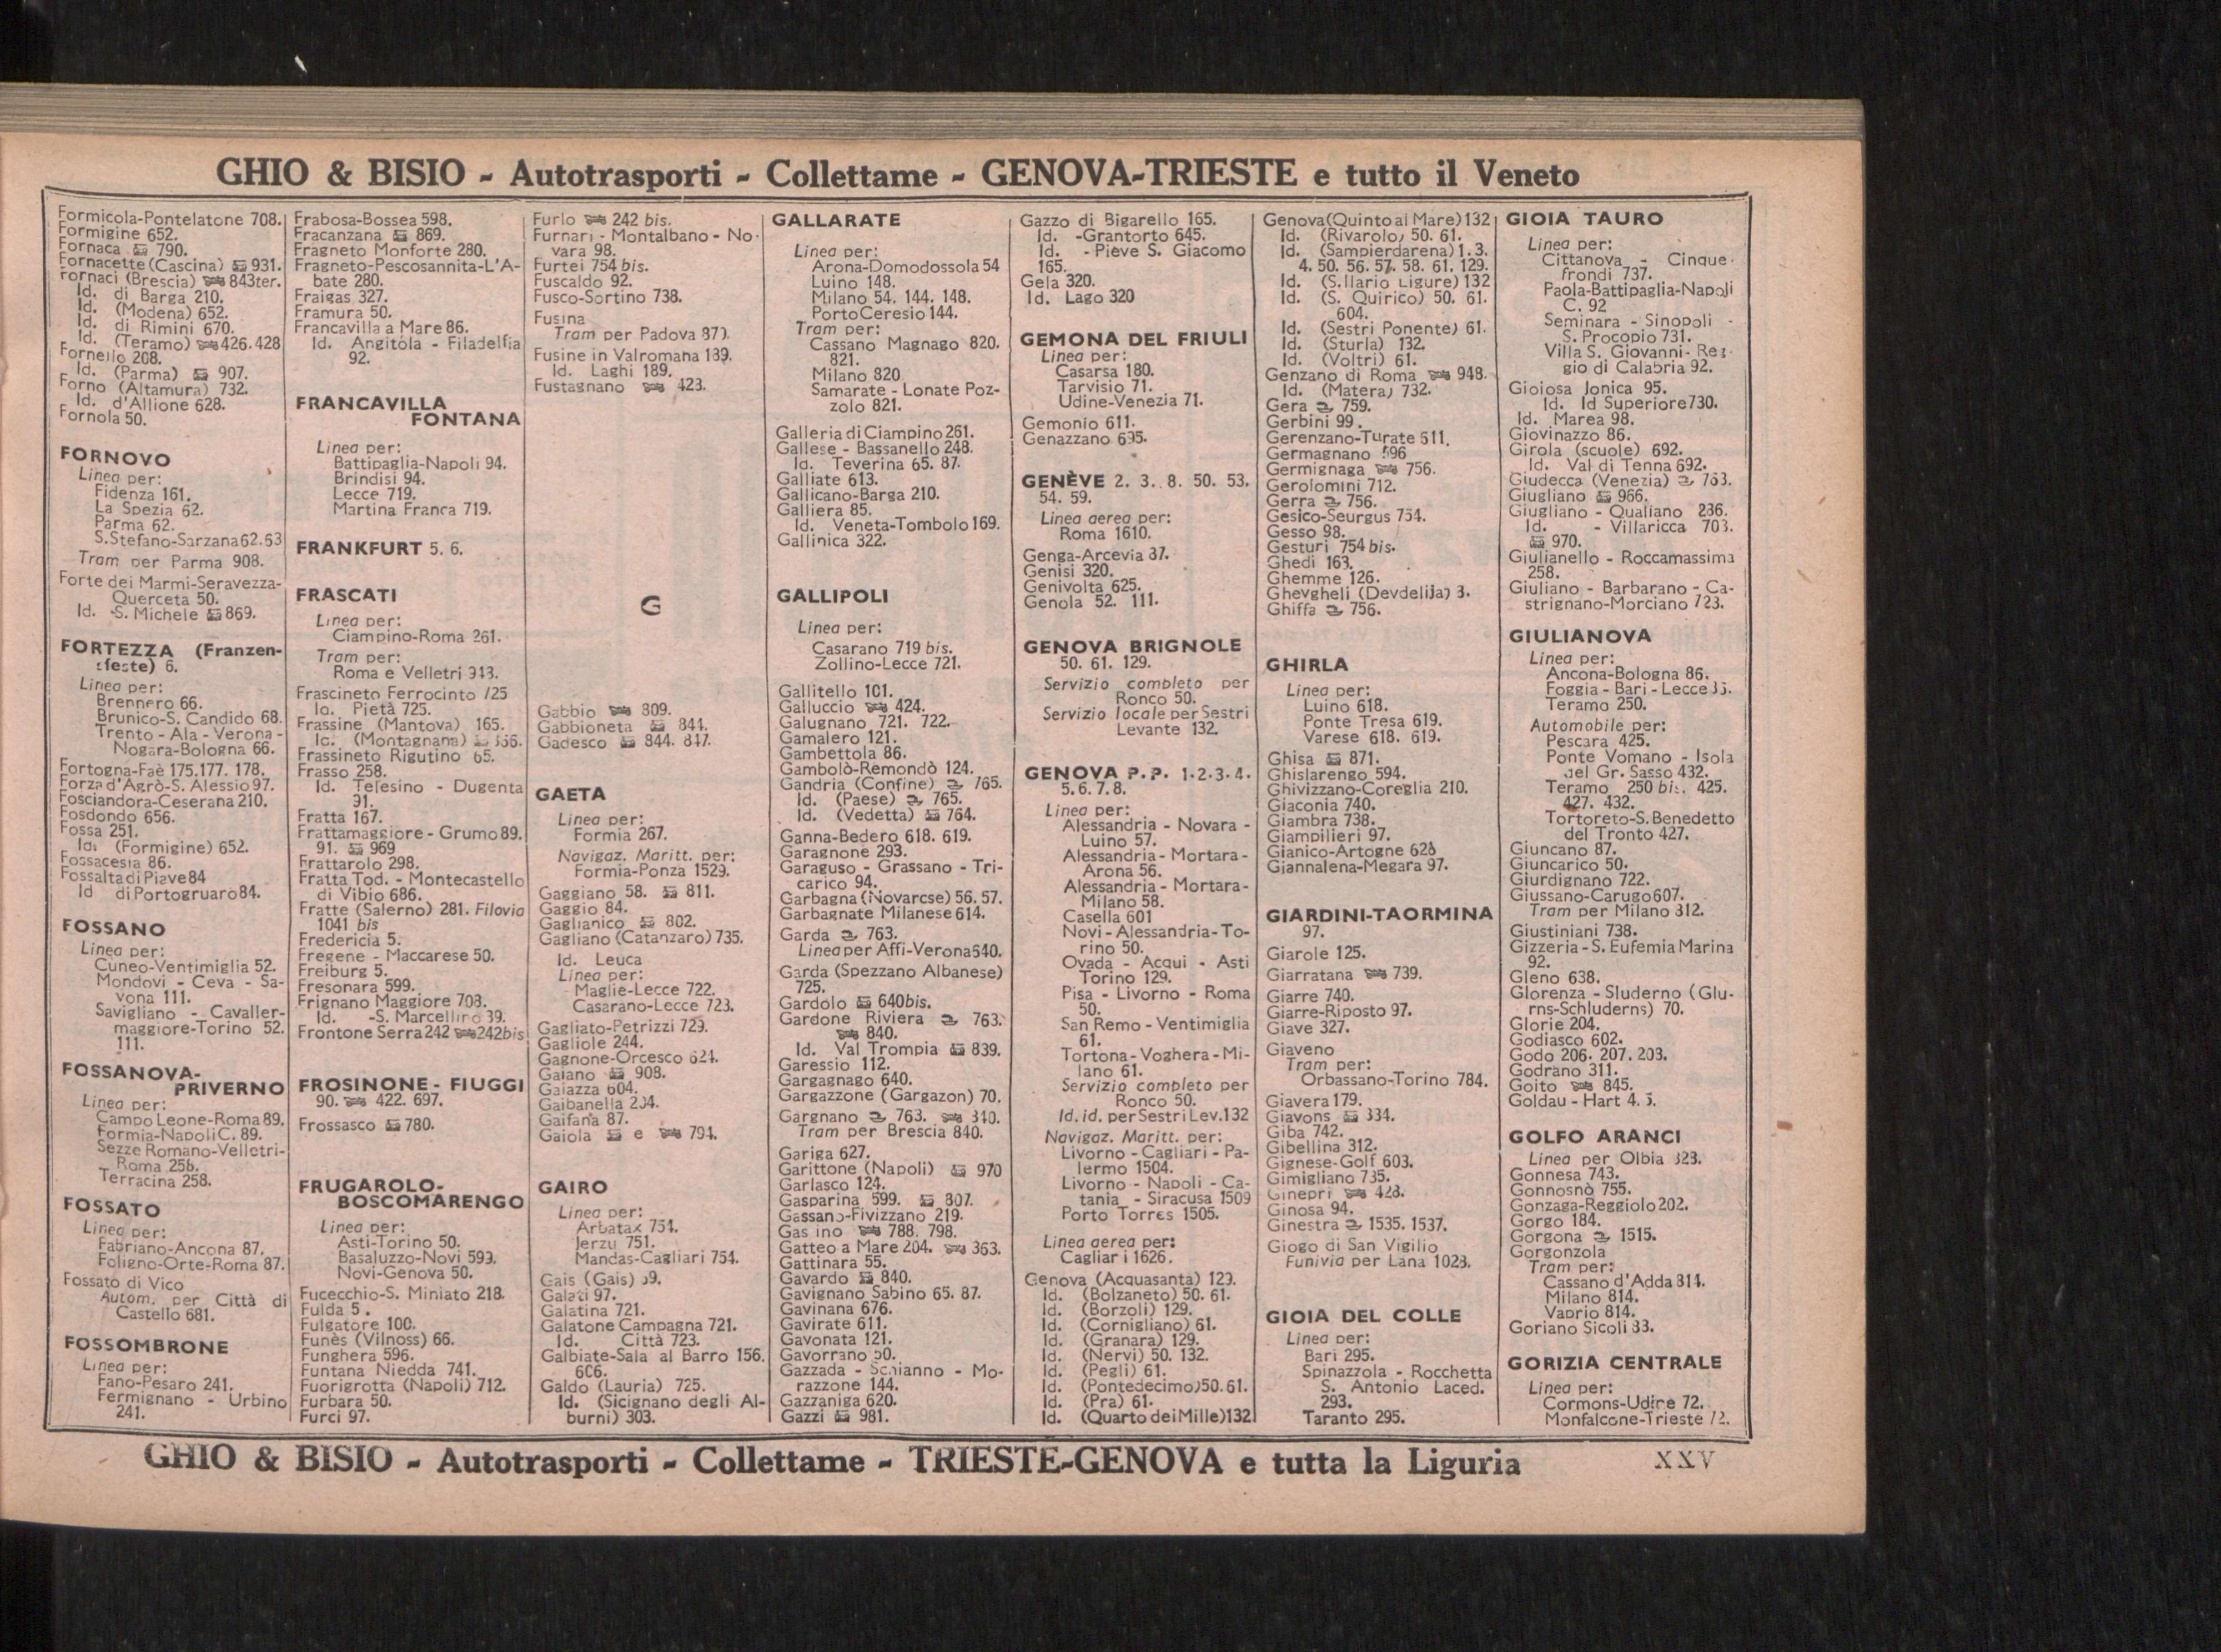 GHIO & BISIO - Autotrasporti - Collettame - GENOVA-TRIESTE e tutto il Veneto
Formicola-Pontelatone 708.
Formigine 652.
Fornaca 790.
Fornacette (Cascina) 931.
Fornaci (Brescia) 843ter.
Id. di Barga 210.
Id. (Modena) 652.
Id. di Rimini 670.
Id. (Teramo) 426.428
Fornello 208.
Id. (Parma) 907.
Forno (Altamura) 732.
Id. d'Allione 628.
Fornola 50.
FORNOVO
Linea per:
Fidenza 161.
La Spezia 62.
Parma 62.
S.Stefano-Sarzana 62.63
Tram per Parma 908.
Forte dei Marmi-Seravezza-
Querceta 50.
Id. -S. Michele 869.
FORTEZZA (Franzen-
sfeste) 6.
Linea per:
Brennero 66.
Brunico-S. Candido 68.
Trento - Ala - Verona -
Nogara-Bologna 66.
Fortogna-Faè 175.177. 178.
Forza d'Agrò-S. Alessio 97.
Fosciandora-Ceserana 210.
Fosdondo 656.
Fossa 251.
Id. (Formigine) 652.
Fossacesia 86.
Fossalta di Piave 84
Id di Portogruaro 84.
FOSSANO
Linea per:
Cuneo-Ventimiglia 52.
Mondovi - Ceva - Sa-
vona 111.
Savigliano - Cavaller-
maggiore-Torino 52.
111.
FOSSANOVA-
PRIVERNO
Linea per:
Campo Leone-Roma 89.
Formia-Napoli C. 89.
Sezze Romano-Velletri-
Roma 258.
Terracina 258.
FOSSATO
Linea per:
Fabriano-Ancona 87.
Foligno-Orte-Roma 87.
Fossato di Vico
Autom. per Città di
Castello 681.
FOSSOMBRONE
Linea per:
Fano-Pesaro 241.
Fermignano - Urbino
241.
Frabosa-Bossea 598.
Fracanzana 869.
Fragneto Monforte 280.
Fragneto-Pescosannita-L'A-
bate 280.
Fraigas 327.
Framura 50.
Francavilla a Mare 86.
Id. Angitola - Filadelfia
92.
FRANCAVILLA
FONTANA
Linea per:
Battipaglia-Napoli 94.
Brindisi 94.
Lecce 719.
Martina Franca 719.
FRANKFURT 5. 6.
FRASCATI
Linea per:
Ciampino-Roma 261.
Tram per:
Roma e Velletri
Frascineto Ferrocinto 725
Id. Pietà 725.
Frassine (Mantova) 165.
Id. (Montagnana)
Frassineto Rigutino 65.
Frasso 258.
Id. Telesino - Dugenta
91.
Fratta 167.
Frattamaggiore - Grumo 89.
91. 969
Frattarolo 298.
Fratta Tod. - Montecastello
di Vibio 686.
Fratte (Salerno) 281. Filovia
1041 bis
Fredericia 5.
Fregene - Maccarese 50.
Freiburg 5.
Fresonara 599.
Frignano Maggiore 703.
Id. -S. Marcellino
Frontone Serra 242 242bis
FROSINONE - FIUGGI
90. 422. 697.
Frossasco 780.
FRUGAROLO-
BOSCOMARENGO
Linea per:
Asti-Torino 50.
Basaluzzo-Novi 599.
Novi-Genova 50.
Fucecchio-S. Miniato 218.
Fulda 5.
Fulgatore 100.
Funès (Vilnoss) 66.
Funghera 596.
Funtana Niedda 741.
Fuorigrotta (Napoli) 712.
Furbara 50.
Furci 97.
Furlo 242 bis.
Furnari - Montalbano - No-
vara 98.
Furtei 754 bis.
Fuscaldo 92.
Fusco-Sortino 738.
Fusina
Tram per Padova
Fusine in Valromana 189.
Id. Laghi 189.
Fustagnano 423.
G
Gabbio 809.
Gabbioneta 844.
Gadesco 844. 847.
GAETA
Linea per:
Formia 267.
Navigaz. Maritt. per:
Formia-Ponza 1529.
Gaggiano 58. 811.
Gaggio 84.
Gaglianico 802.
Gagliano (Catanzaro) 735.
Id. Leuca
Linea per:
Maglie-Lecce 722.
Casarano-Lecce 723.
Gagliato-Petrizzi 729.
Gagliole 244.
Gagnone-Orcesco 624.
Gaiano 908.
Gaiazza 604.
Gaibanella 204.
Gaifana 87.
Gaiola e 794.
GAIRO
Linea per:
Arbatax 751.
Jerzu 751.
Mandas-Cagliari 754.
Gais (Gais)
Galati 97.
Galatina 721.
Galatone Campagna 721.
Id. Città 723.
Galbiate-Sala al Barro 156.
606.
Galdo (Lauria) 725.
Id. (Sicignano degli Al-
burni) 303.
GALLARATE
Linea per:
Arona-Domodossola 54
Luino 148.
Milano 54. 144. 148.
Porto Ceresio 144.
Tram per:
Cassano Magnago 820.
821.
Milano 820
Samarate - Lonate Poz-
zolo 821.
Galleria di Ciampino 261.
Gallese - Bassanello 248.
Id. Teverina 65. 87.
Galliate 613.
Gallicano-Barga 210.
Galliera 85.
Id. Veneta-Tombolo 169.
Gallinica 322.
GALLIPOLI
Linea per:
Casarano 719 bis.
Zollino-Lecce 721.
Gallitello 101.
Galluccio 424.
Galugnano 721. 722.
Gamalero 121.
Gambettola 86.
Gambolò-Remondò 124.
Gandria (Confine) 765.
Id. (Paese) 765.
Id. (Vedetta) 764.
Ganna-Bedero 618. 619.
Garagnone 293.
Garaguso - Grassano - Tri-
carico 94.
Garbagna (Novarese) 56. 57.
Garbagnate Milanese 614.
Garda 763.
Linea per Affi-Verona 640.
Garda (Spezzano Albanese)
725.
Gardolo 640bis.
Gardone Riviera 763.
840.
Id. Val Trompia 839.
Garessio 112.
Gargagnago 640.
Gargazzone (Gargazon) 70.
Gargnano 763.
Tram per Brescia 840.
Gariga 627.
Garittone (Napoli) 970
Garlasco 124.
Gasparina 599. 807.
Gassano-Fivizzano 219.
Gas ino 788. 798.
Gatteo a Mare 204. 363.
Gattinara 55.
Gavardo 840.
Gavignano Sabino 65. 87.
Gavinana 676.
Gavirate 611.
Gavonata 121.
Gavorrano 50.
Gazzada - Schianno - Mo-
razzone 144.
Gazzaniga 620.
Gazzi 981.
Gazzo di Bigarello 165.
Id. -Grantorto 645.
Id. - Pieve S. Giacomo
165.
Gela 320.
Id. Lago 320
GEMONA DEL FRIULI
Linea per:
Casarsa 180.
Tarvisio 71.
Udine-Venezia 71.
Gemonio 611.
Genazzano 695.
GENÈVE 2. 3. 8. 50. 53.
54. 59.
Linea aerea per:
Roma 1610.
Genga-Arcevia 37.
Genisi 320.
Genivolta 625.
Genola 52. 111.
GENOVA BRIGNOLE
50. 61. 129.
Servizio completo per
Ronco 50.
Servizio locale per Sestri
Levante 132.
GENOVA P.P. 1.2.3.4.
5.6.7.8.
Linea per:
Alessandria - Novara -
Luino 57.
Alessandria - Mortara -
Arona 56.
Alessandria - Mortara-
Milano 58.
Casella 601
Novi - Alessandria - To-
rino 50.
Ovada - Acqui - Asti
Torino 129.
Pisa - Livorno - Roma
50.
San Remo - Ventimiglia
61.
Tortona - Voghera - Mi-
lano 61.
Servizio completo per
Ronco 50.
Id. id. per Sestri Lev. 132
Navigaz. Maritt. per:
Livorno - Cagliari - Pa-
lermo 1504.
Livorno - Napoli - Ca-
tania - Siracusa 1509
Porto Torres 1505.
Linea aerea per:
Cagliari 1626.
Genova (Acquasanta) 129.
Id. (Bolzaneto) 50. 61.
Id. (Borzoli) 129.
Id. (Cornigliano) 61.
Id. (Granara) 129.
Id. (Nervi) 50. 132.
Id. (Pegli) 61.
Id. (Pontedecimo) 50.61.
Id. (Pra) 61.
Id. (Quarto dei Mille) 132
Genova (Quinto al Mare) 132
Id. (Rivarolo) 50. 61.
Id. (Sampierdarena) 1.3.
4. 50. 56. 57. 58. 61. 129.
Id. (S.Ilario Ligure) 132
Id. (S. Quirico) 50. 61.
604.
Id. (Sestri Ponente) 61.
Id. (Sturla) 132.
Id. (Voltri) 61.
Genzano di Roma 948.
Id. (Matera) 732.
Gera 759.
Gerbini 99.
Gerenzano-Turate 611.
Germagnano 596
Germignaga 756.
Gerolomini 712.
Gerra 756.
Gesico-Seurgus 754.
Gesso 98.
Gesturi 754 bis.
Ghedi 163.
Ghemme 126.
Ghevgheli (Devdelija) 3.
Ghiffa 756.
GHIRLA
Linea per:
Luino 618.
Ponte Tresa 619.
Varese 618. 619.
Ghisa 871.
Ghislarengo 594.
Ghivizzano-Coreglia 210.
Giaconia 740.
Giambra 738.
Giampilieri 97.
Gianico-Artogne 628
Giannalena-Megara 97.
GIARDINI-TAORMINA
97.
Giarole 125.
Giarratana 739.
Giarre 740.
Giarre-Riposto 97.
Giave 327.
Giaveno
Tram per:
Orbassano-Torino 784.
Giavera 179.
Giavons 334.
Giba 742.
Gibellina 312.
Gignese-Golf 603.
Gimigliano 735.
Ginepri 428.
Ginosa 94.
Ginestra 1535. 1537.
Giogo di San Vigilio
Funivia per Lana 1028.
GIOIA DEL COLLE
Linea per:
Bari 295.
Spinazzola - Rocchetta
S. Antonio Laced.
293.
Taranto 295.
GIOIA TAURO
Linea per:
Cittanova - Cinque-
frondi 737.
Paola-Battipaglia-Napoli
C. 92
Seminara - Sinopoli -
S. Procopio 731.
Villa S. Giovanni- Reg-
gio di Calabria 92.
Gioiosa Jonica 95.
Id. Id Superiore 730.
Id. Marea 98.
Giovinazzo 86.
Girola (scuole) 692.
Id. Val di Tenna 692.
Giudecca (Venezia) 763.
Giugliano 966.
Giugliano - Qualiano 236.
Id. - Villaricca 703.
970.
Giulianello - Roccamassima
258.
Giuliano - Barbarano - Ca-
strignano-Morciano 723.
GIULIANOVA
Linea per:
Ancona-Bologna 86.
Foggia - Bari - Lecce
Teramo 250.
Automobile per:
Pescara 425.
Ponte Vomano - Isola
del Gr. Sasso 432.
Teramo 250 bis. 425.
427. 432.
Tortoreto-S. Benedetto
del Tronto 427.
Giuncano 87.
Giuncarico 50.
Giurdignano 722.
Giussano-Carugo 607.
Tram per Milano 812.
Giustiniani 738.
Gizzeria - S. Eufemia Marina
92.
Gleno 638.
Glorenza - Sluderno (Glu-
rns-Schluderns) 70.
Glorie 204.
Godiasco 602.
Godo 206. 207. 203.
Godrano 311.
Goito 845.
Goldau - Hart 4. 5.
GOLFO ARANCI
Linea per Olbia 323.
Gonnesa 743.
Gonnosnò 755.
Gonzaga-Reggiolo 202.
Gorgo 184.
Gorgona 1515.
Gorgonzola
Tram per:
Cassano d'Adda 814.
Milano 814.
Vaprio 814.
Goriano Sicoli 33.
GORIZIA CENTRALE
Linea per:
Cormons-Udine 72.
Monfalcone-Trieste 72.
GHIO & BISIO - Autotrasporti - Collettame - TRIESTE-GENOVA e tutta la Liguria
XXV